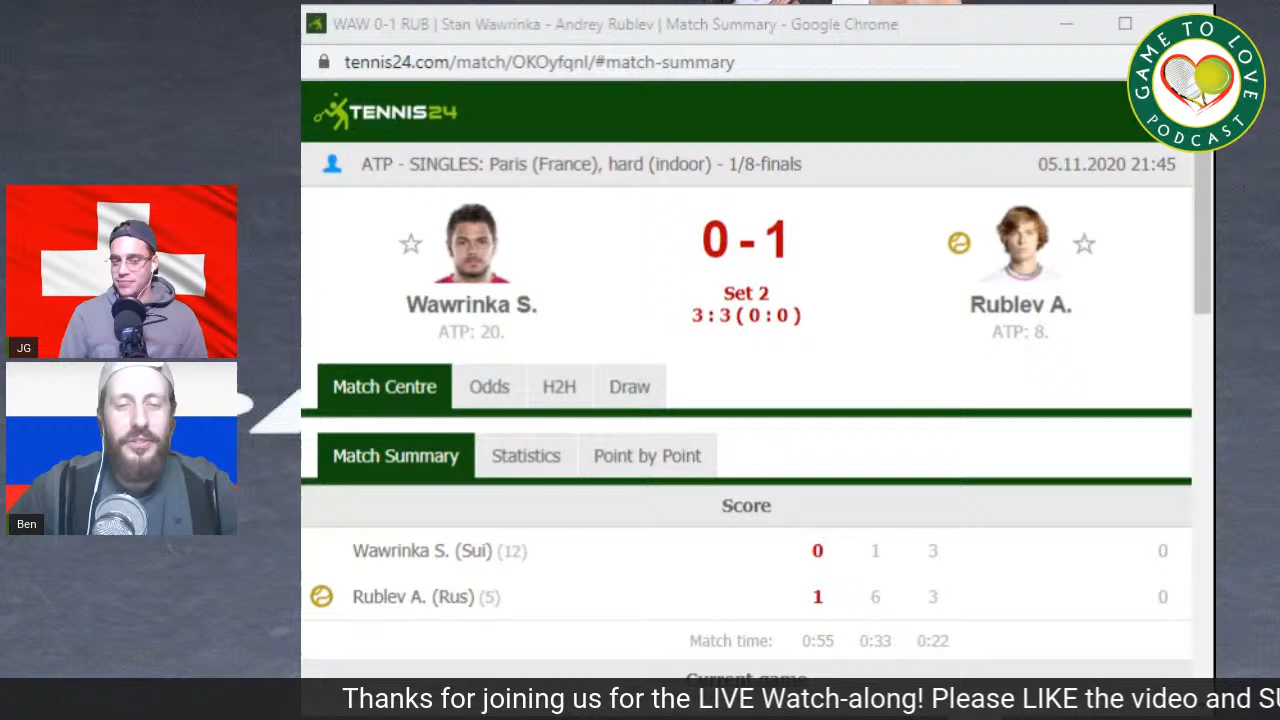 WAW 0-1 RUB | Stan Wawrinka - Andrey Rublev | Match Summary - Google Chrome
GAME TO LOVE
PODCAST
tennis24.com/match/OKOyfqnI/#match-summary
TENNIS24
ATP - SINGLES: Paris (France), hard (indoor) - 1/8-finals 05.11.2020 21:45
0 - 1
Set 2
3 : 3 ( 0 : 0 )
Wawrinka S.
ATP: 20.
Rublev A.
ATP: 8.
JG
Ben
Match Centre Odds H2H Draw
Match Summary Statistics Point by Point
Score
Wawrinka S. (Sui) (12) 0 1 3 0
Rublev A. (Rus) (5) 1 6 3 0
Match time: 0:55 0:33 0:22
Current game
Thanks for joining us for the LIVE Watch-along! Please LIKE the video and